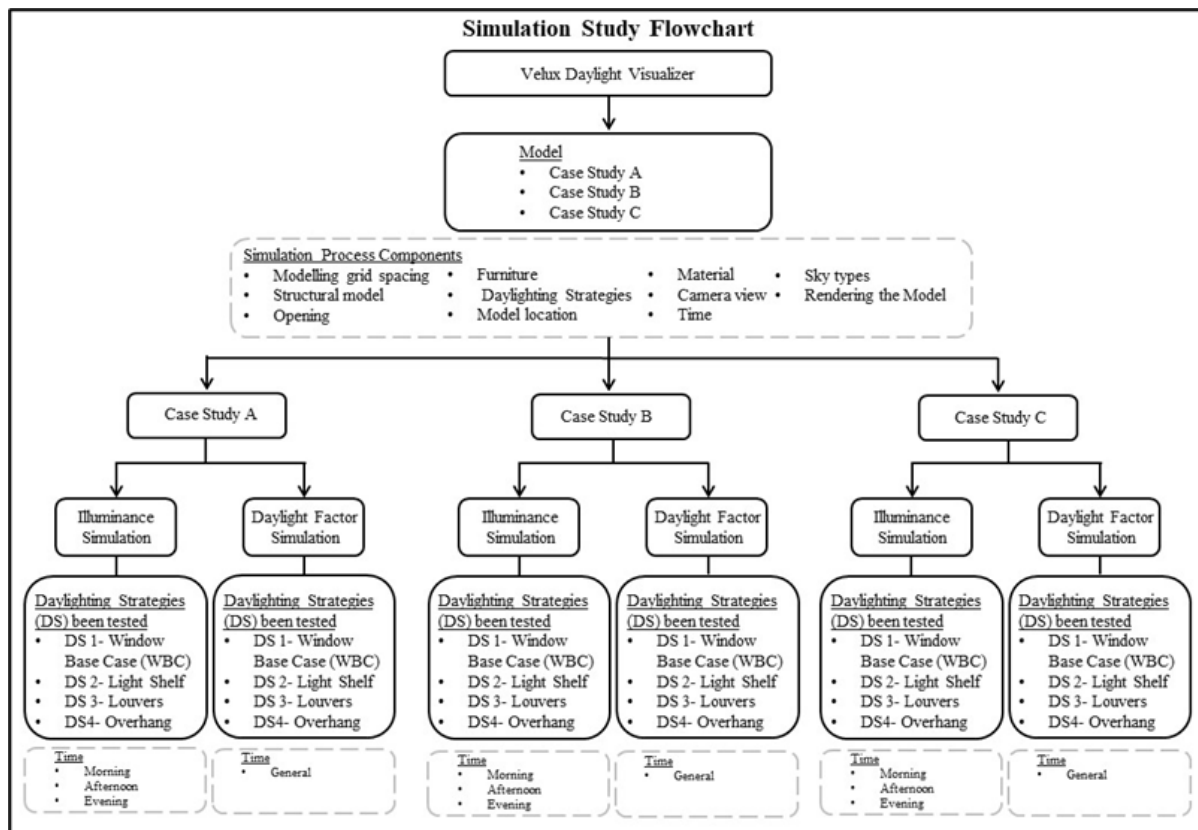 Simulation Study Flowchart
Velux Daylight Visualizer
Model
• Case Study A
• Case Study B
• Case Study C
Simulation Process Components
• Modelling grid spacing
• Structural model
• Opening
• Furniture
• Daylighting Strategies
• Model location
• Material
• Camera view
• Time
• Sky types
• Rendering the Model
Case Study A
Case Study B
Case Study C
Illuminance
Simulation
Daylight Factor
Simulation
Illuminance
Simulation
Daylight Factor
Simulation
Illuminance
Simulation
Daylight Factor
Simulation
Daylighting Strategies
(DS) been tested
• DS 1- Window
Base Case (WBC)
• DS 2- Light Shelf
• DS 3- Louvers
• DS4- Overhang
Daylighting Strategies
(DS) been tested
• DS 1- Window
Base Case (WBC)
• DS 2- Light Shelf
• DS 3- Louvers
• DS4- Overhang
Daylighting Strategies
(DS) been tested
• DS 1- Window
Base Case (WBC)
• DS 2- Light Shelf
• DS 3- Louvers
• DS4- Overhang
Daylighting Strategies
(DS) been tested
• DS 1- Window
Base Case (WBC)
• DS 2- Light Shelf
• DS 3- Louvers
• DS4- Overhang
Daylighting Strategies
(DS) been tested
• DS 1- Window
Base Case (WBC)
• DS 2- Light Shelf
• DS 3- Louvers
• DS4- Overhang
Daylighting Strategies
(DS) been tested
• DS 1- Window
Base Case (WBC)
• DS 2- Light Shelf
• DS 3- Louvers
• DS4- Overhang
Time
• Morning
• Afternoon
• Evening
Time
• General
Time
• Morning
• Afternoon
• Evening
Time
• General
Time
• Morning
• Afternoon
• Evening
Time
• General